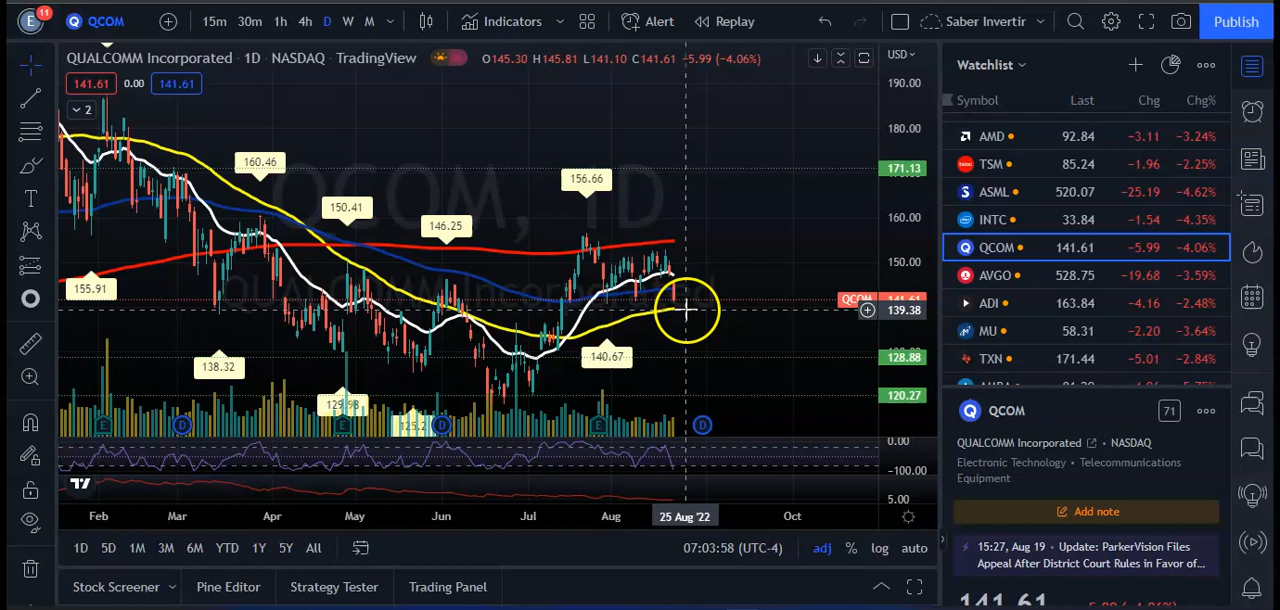 E 11 QCOM 15m 30m 1h 4h D W M Indicators Alert Replay Saber Invertir Publish
QUALCOMM Incorporated · 1D · NASDAQ · TradingView O145.30 H145.81 L141.10 C141.61 −5.99 (−4.06%) USD
141.61 0.00 141.61
2
QCOM, 1D
QUALCOMM Incorporated
160.46
150.41
146.25
156.66
155.91
138.32
140.67
E D E D E D
190.00
180.00
171.13
160.00
150.00
QCOM 141.61
139.38
128.88
120.27
0.00
−100.00
5.00
Feb Mar Apr May Jun Jul Aug 25 Aug '22 Oct
1D 5D 1M 3M 6M YTD 1Y 5Y All 07:03:58 (UTC-4) adj % log auto
Stock Screener Pine Editor Strategy Tester Trading Panel
Watchlist
Symbol Last Chg Chg%
AMD 92.84 −3.11 −3.24%
TSM 85.24 −1.96 −2.25%
ASML 520.07 −25.19 −4.62%
INTC 33.84 −1.54 −4.35%
QCOM 141.61 −5.99 −4.06%
AVGO 528.75 −19.68 −3.59%
ADI 163.84 −4.16 −2.48%
MU 58.31 −2.20 −3.64%
TXN 171.44 −5.01 −2.84%
QCOM 71
QUALCOMM Incorporated · NASDAQ
Electronic Technology · Telecommunications
Equipment
Add note
15:27, Aug 19 · Update: ParkerVision Files
Appeal After District Court Rules in Favor of...
141.61